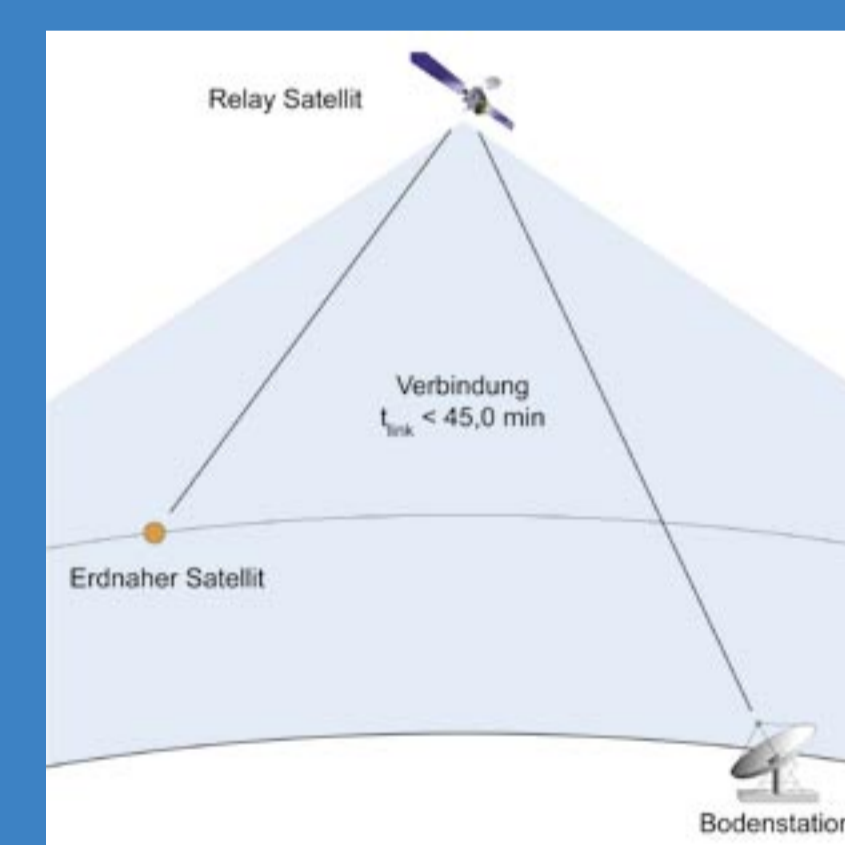 Relay Satellit
Verbindung
t_link < 45,0 min
Erdnaher Satellit
Bodenstation